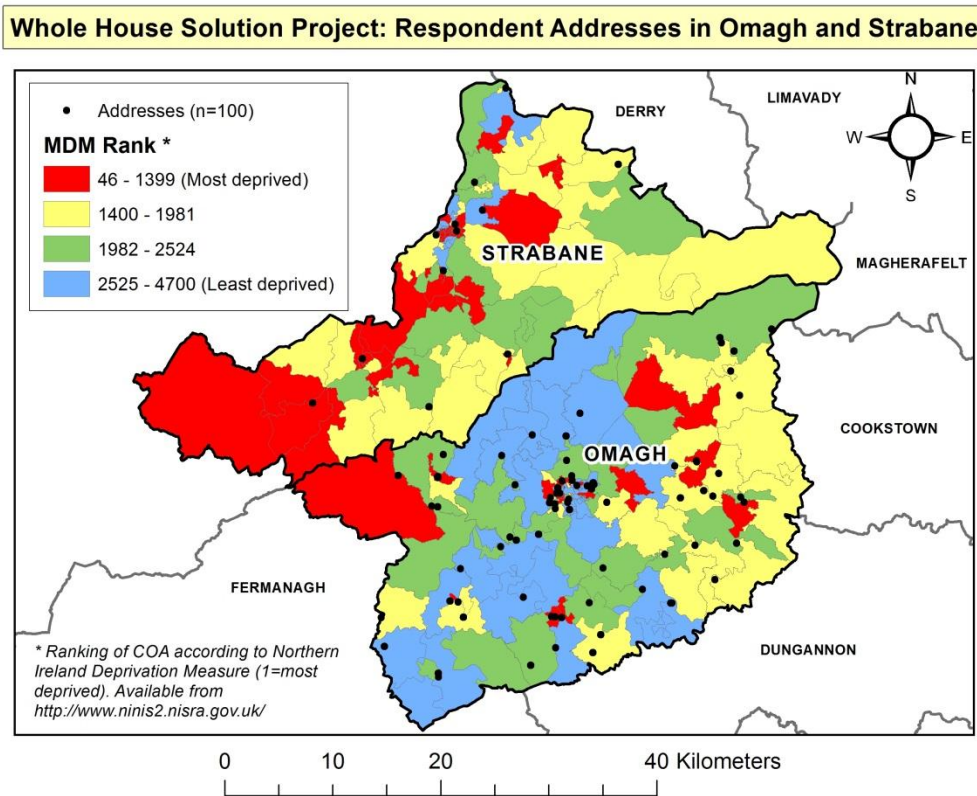 Whole House Solution Project: Respondent Addresses in Omagh and Strabane
Addresses (n=100)
MDM Rank *
46 - 1399 (Most deprived)
1400 - 1981
1982 - 2524
2525 - 4700 (Least deprived)
DERRY
LIMAVADY
N
W
E
S
STRABANE
MAGHERAFELT
OMAGH
COOKSTOWN
FERMANAGH
DUNGANNON
* Ranking of COA according to Northern
Ireland Deprivation Measure (1=most
deprived). Available from
http://www.ninis2.nisra.gov.uk/
0 10 20 40 Kilometers